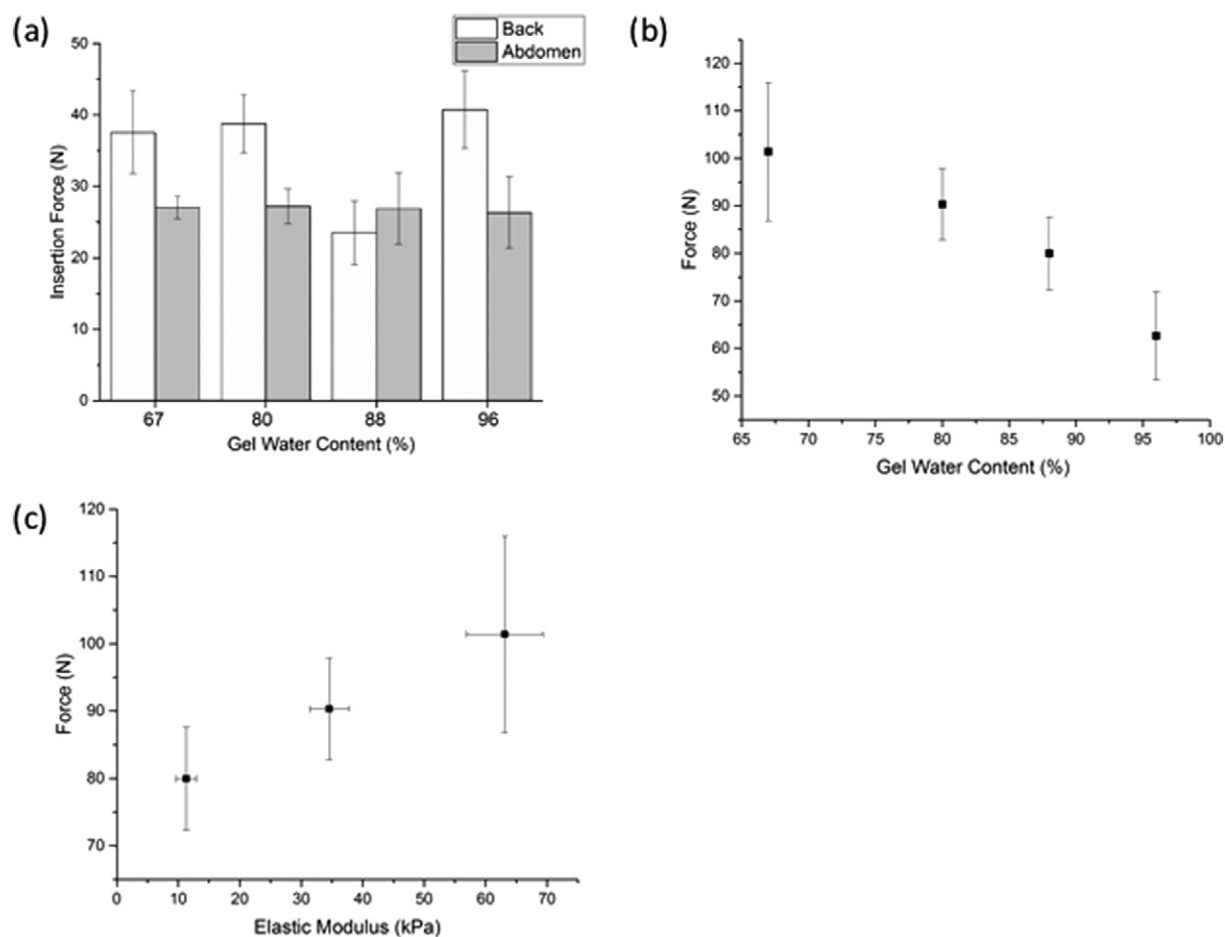 (a)
Back
Abdomen
50
40
30
20
10
0
Insertion Force (N)
67 80 88 96
Gel Water Content (%)
(b)
120
110
100
90
80
70
60
50
Force (N)
65 70 75 80 85 90 95 100
Gel Water Content (%)
(c)
120
110
100
90
80
70
Force (N)
0 10 20 30 40 50 60 70
Elastic Modulus (kPa)